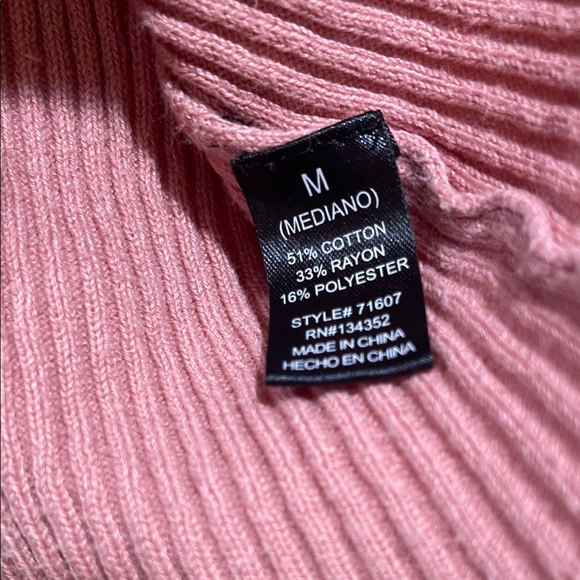 M
(MEDIANO)
51% COTTON
33% RAYON
16% POLYESTER
STYLE# 71607
RN#134352
MADE IN CHINA
HECHO EN CHINA